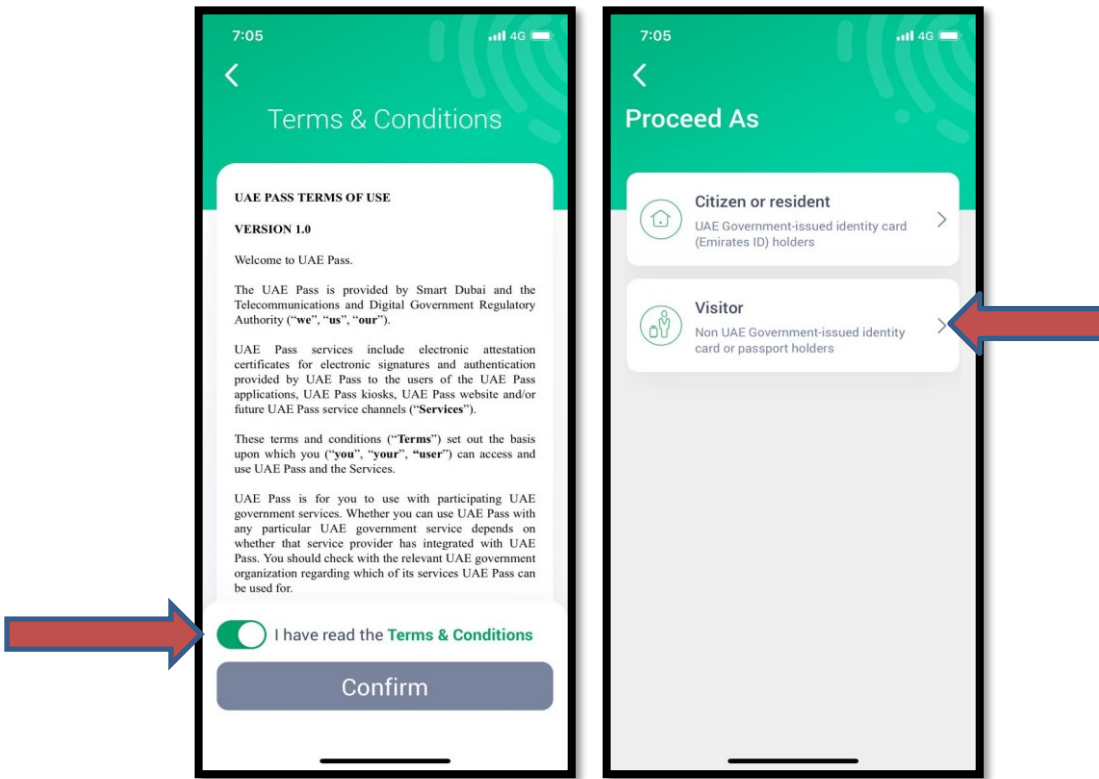 7:05
4G
Terms & Conditions
UAE PASS TERMS OF USE
VERSION 1.0
Welcome to UAE Pass.
The UAE Pass is provided by Smart Dubai and the
Telecommunications and Digital Government Regulatory
Authority (“we”, “us”, “our”).
UAE Pass services include electronic attestation
certificates for electronic signatures and authentication
provided by UAE Pass to the users of the UAE Pass
applications, UAE Pass kiosks, UAE Pass website and/or
future UAE Pass service channels (“Services”).
These terms and conditions (“Terms”) set out the basis
upon which you (“you”, “your”, “user”) can access and
use UAE Pass and the Services.
UAE Pass is for you to use with participating UAE
government services. Whether you can use UAE Pass with
any particular UAE government service depends on
whether that service provider has integrated with UAE
Pass. You should check with the relevant UAE government
organization regarding which of its services UAE Pass can
be used for.
I have read the Terms & Conditions
Confirm
7:05
4G
Proceed As
Citizen or resident
UAE Government-issued identity card
(Emirates ID) holders
Visitor
Non UAE Government-issued identity
card or passport holders